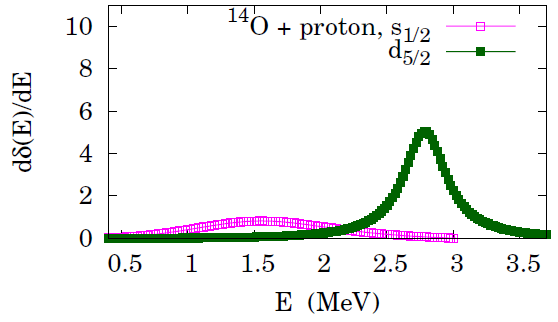 ¹⁴O + proton, s₁/₂
d₅/₂
dδ(E)/dE
10
8
6
4
2
0
0.5 1 1.5 2 2.5 3 3.5
E (MeV)